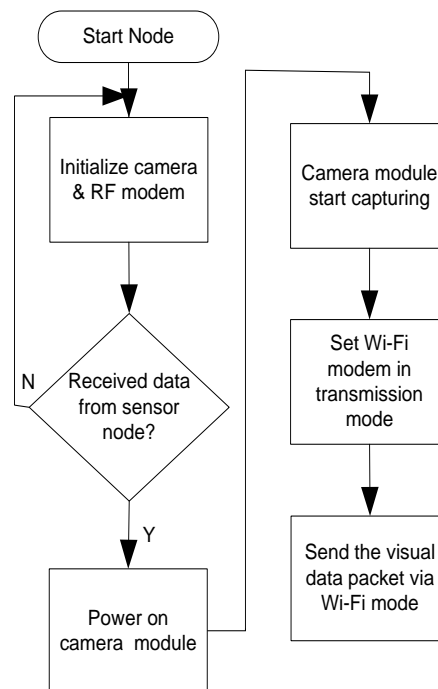 Start Node
Initialize camera
& RF modem
Received data
from sensor
node?
N
Y
Power on
camera module
Camera module
start capturing
Set Wi-Fi
modem in
transmission
mode
Send the visual
data packet via
Wi-Fi mode